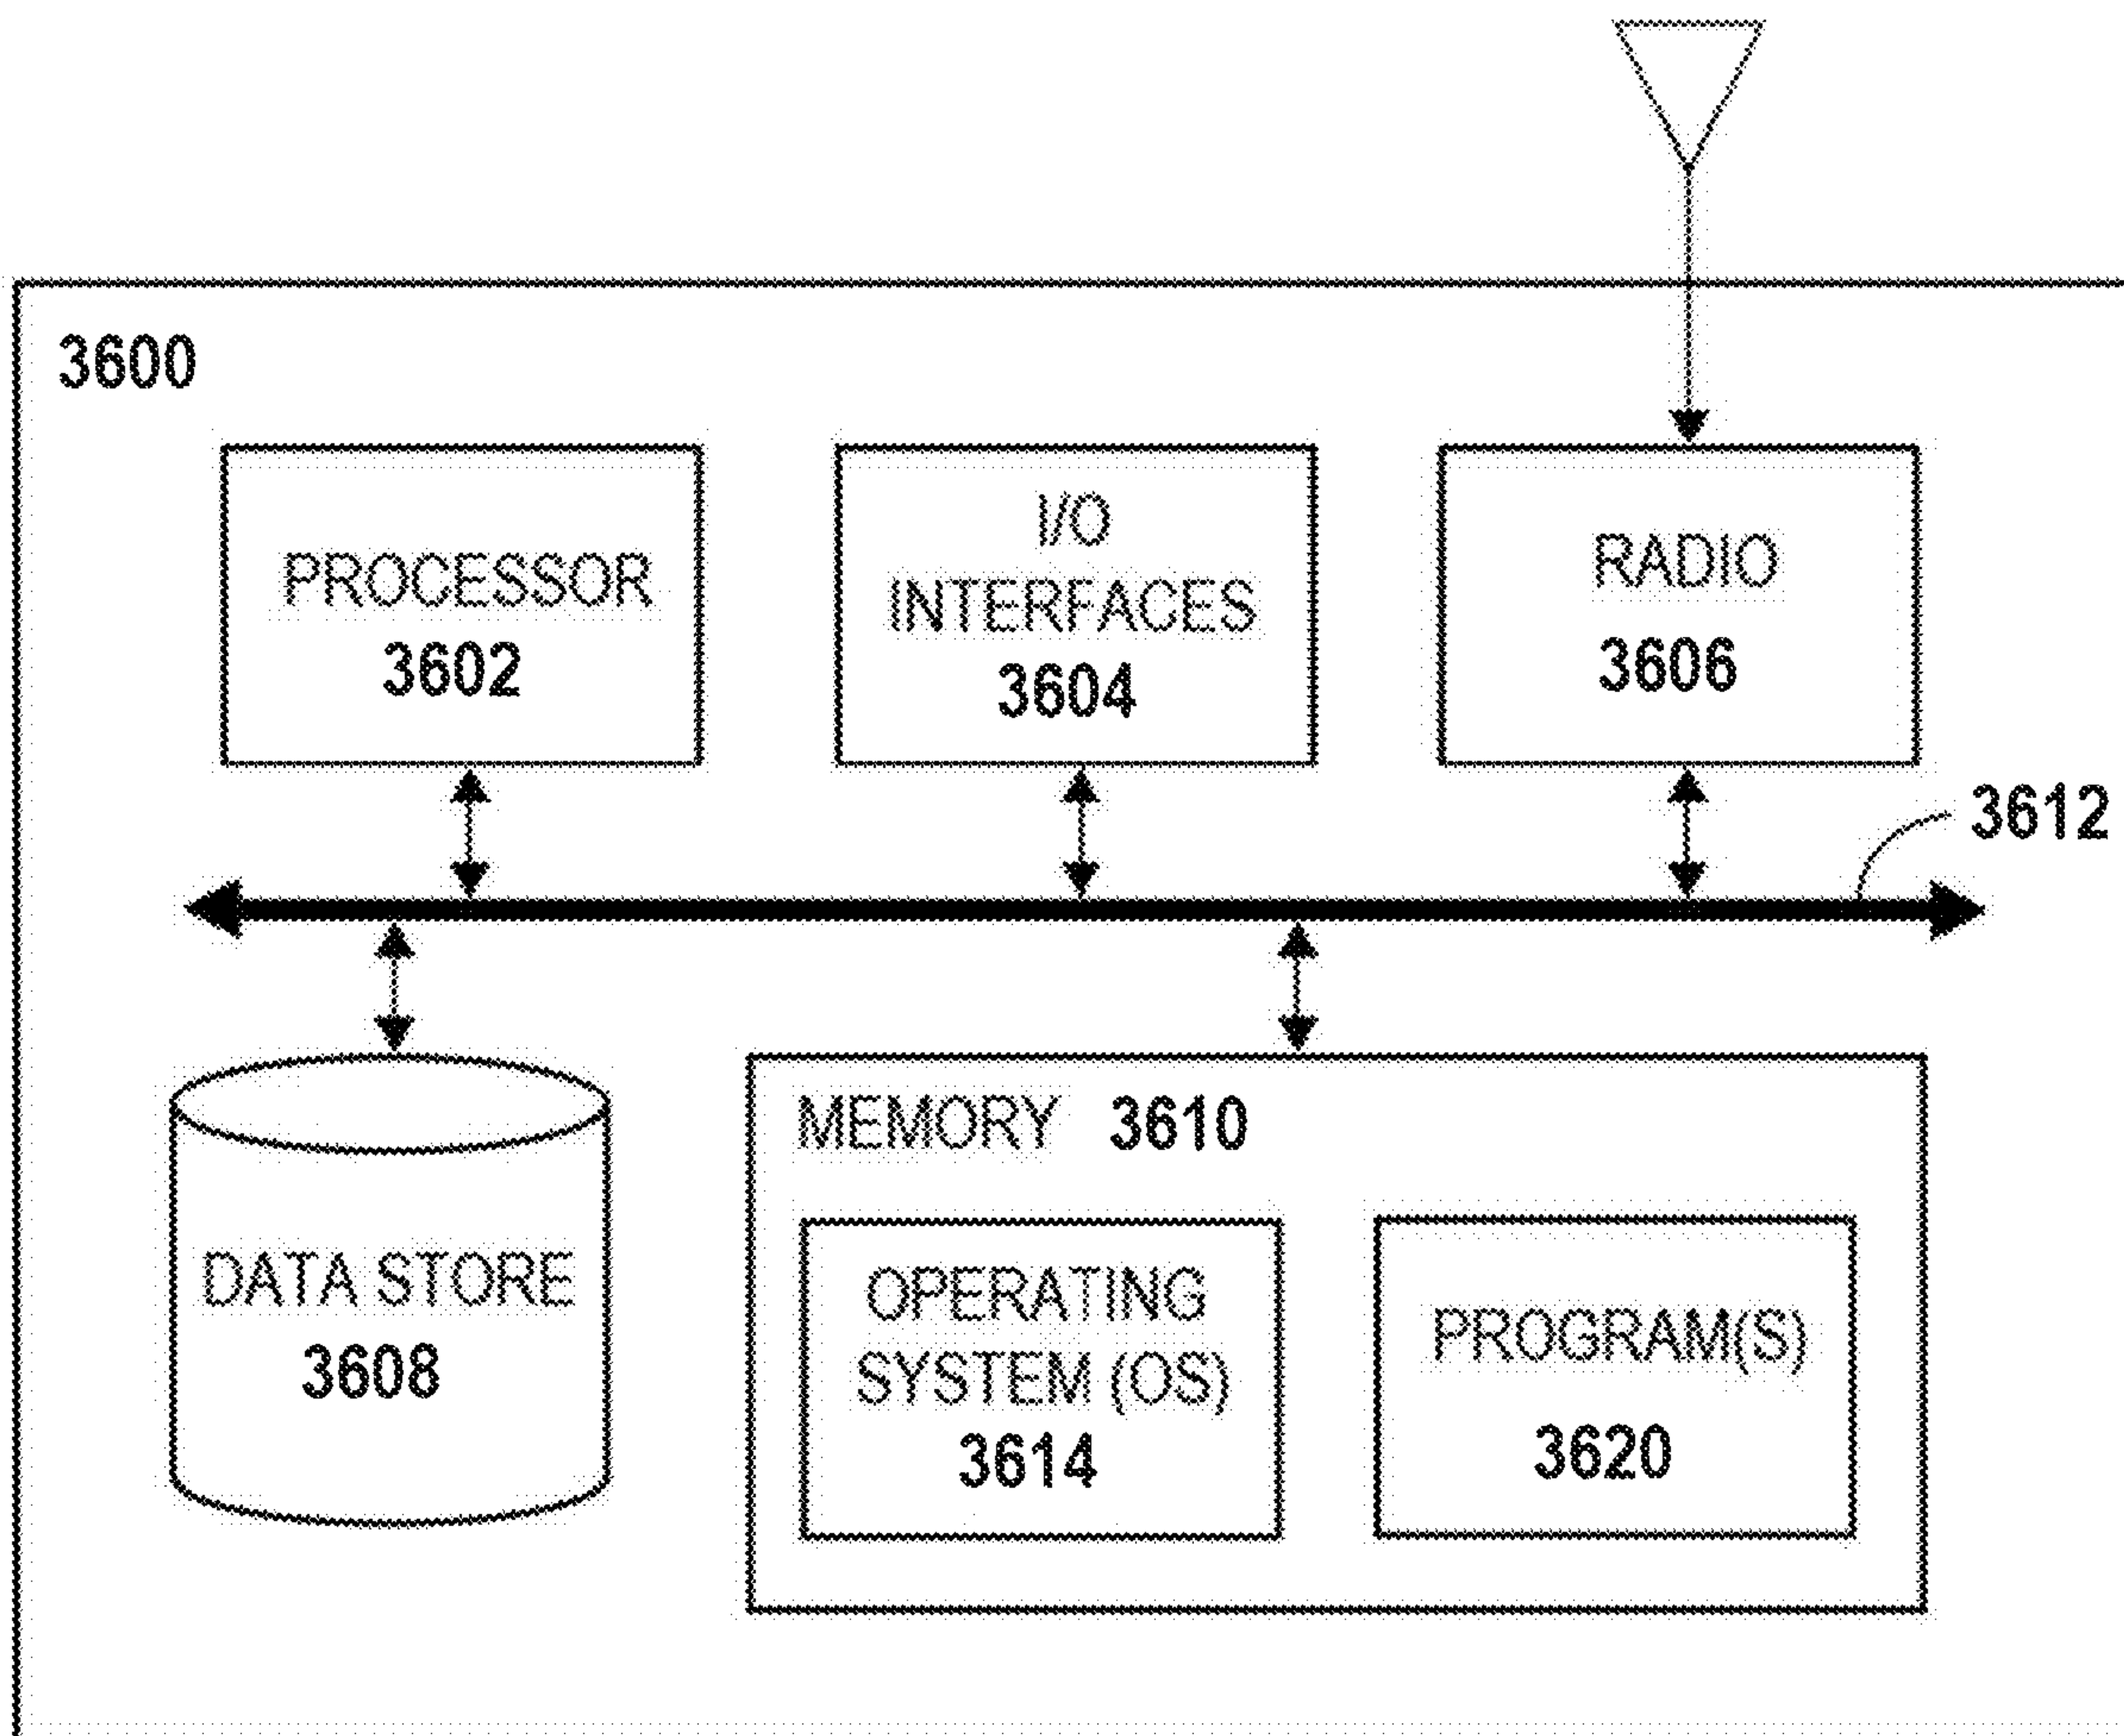 3600
PROCESSOR
3602
I/O
INTERFACES
3604
RADIO
3606
3612
DATA STORE
3608
MEMORY 3610
OPERATING
SYSTEM (OS)
3614
PROGRAM(S)
3620